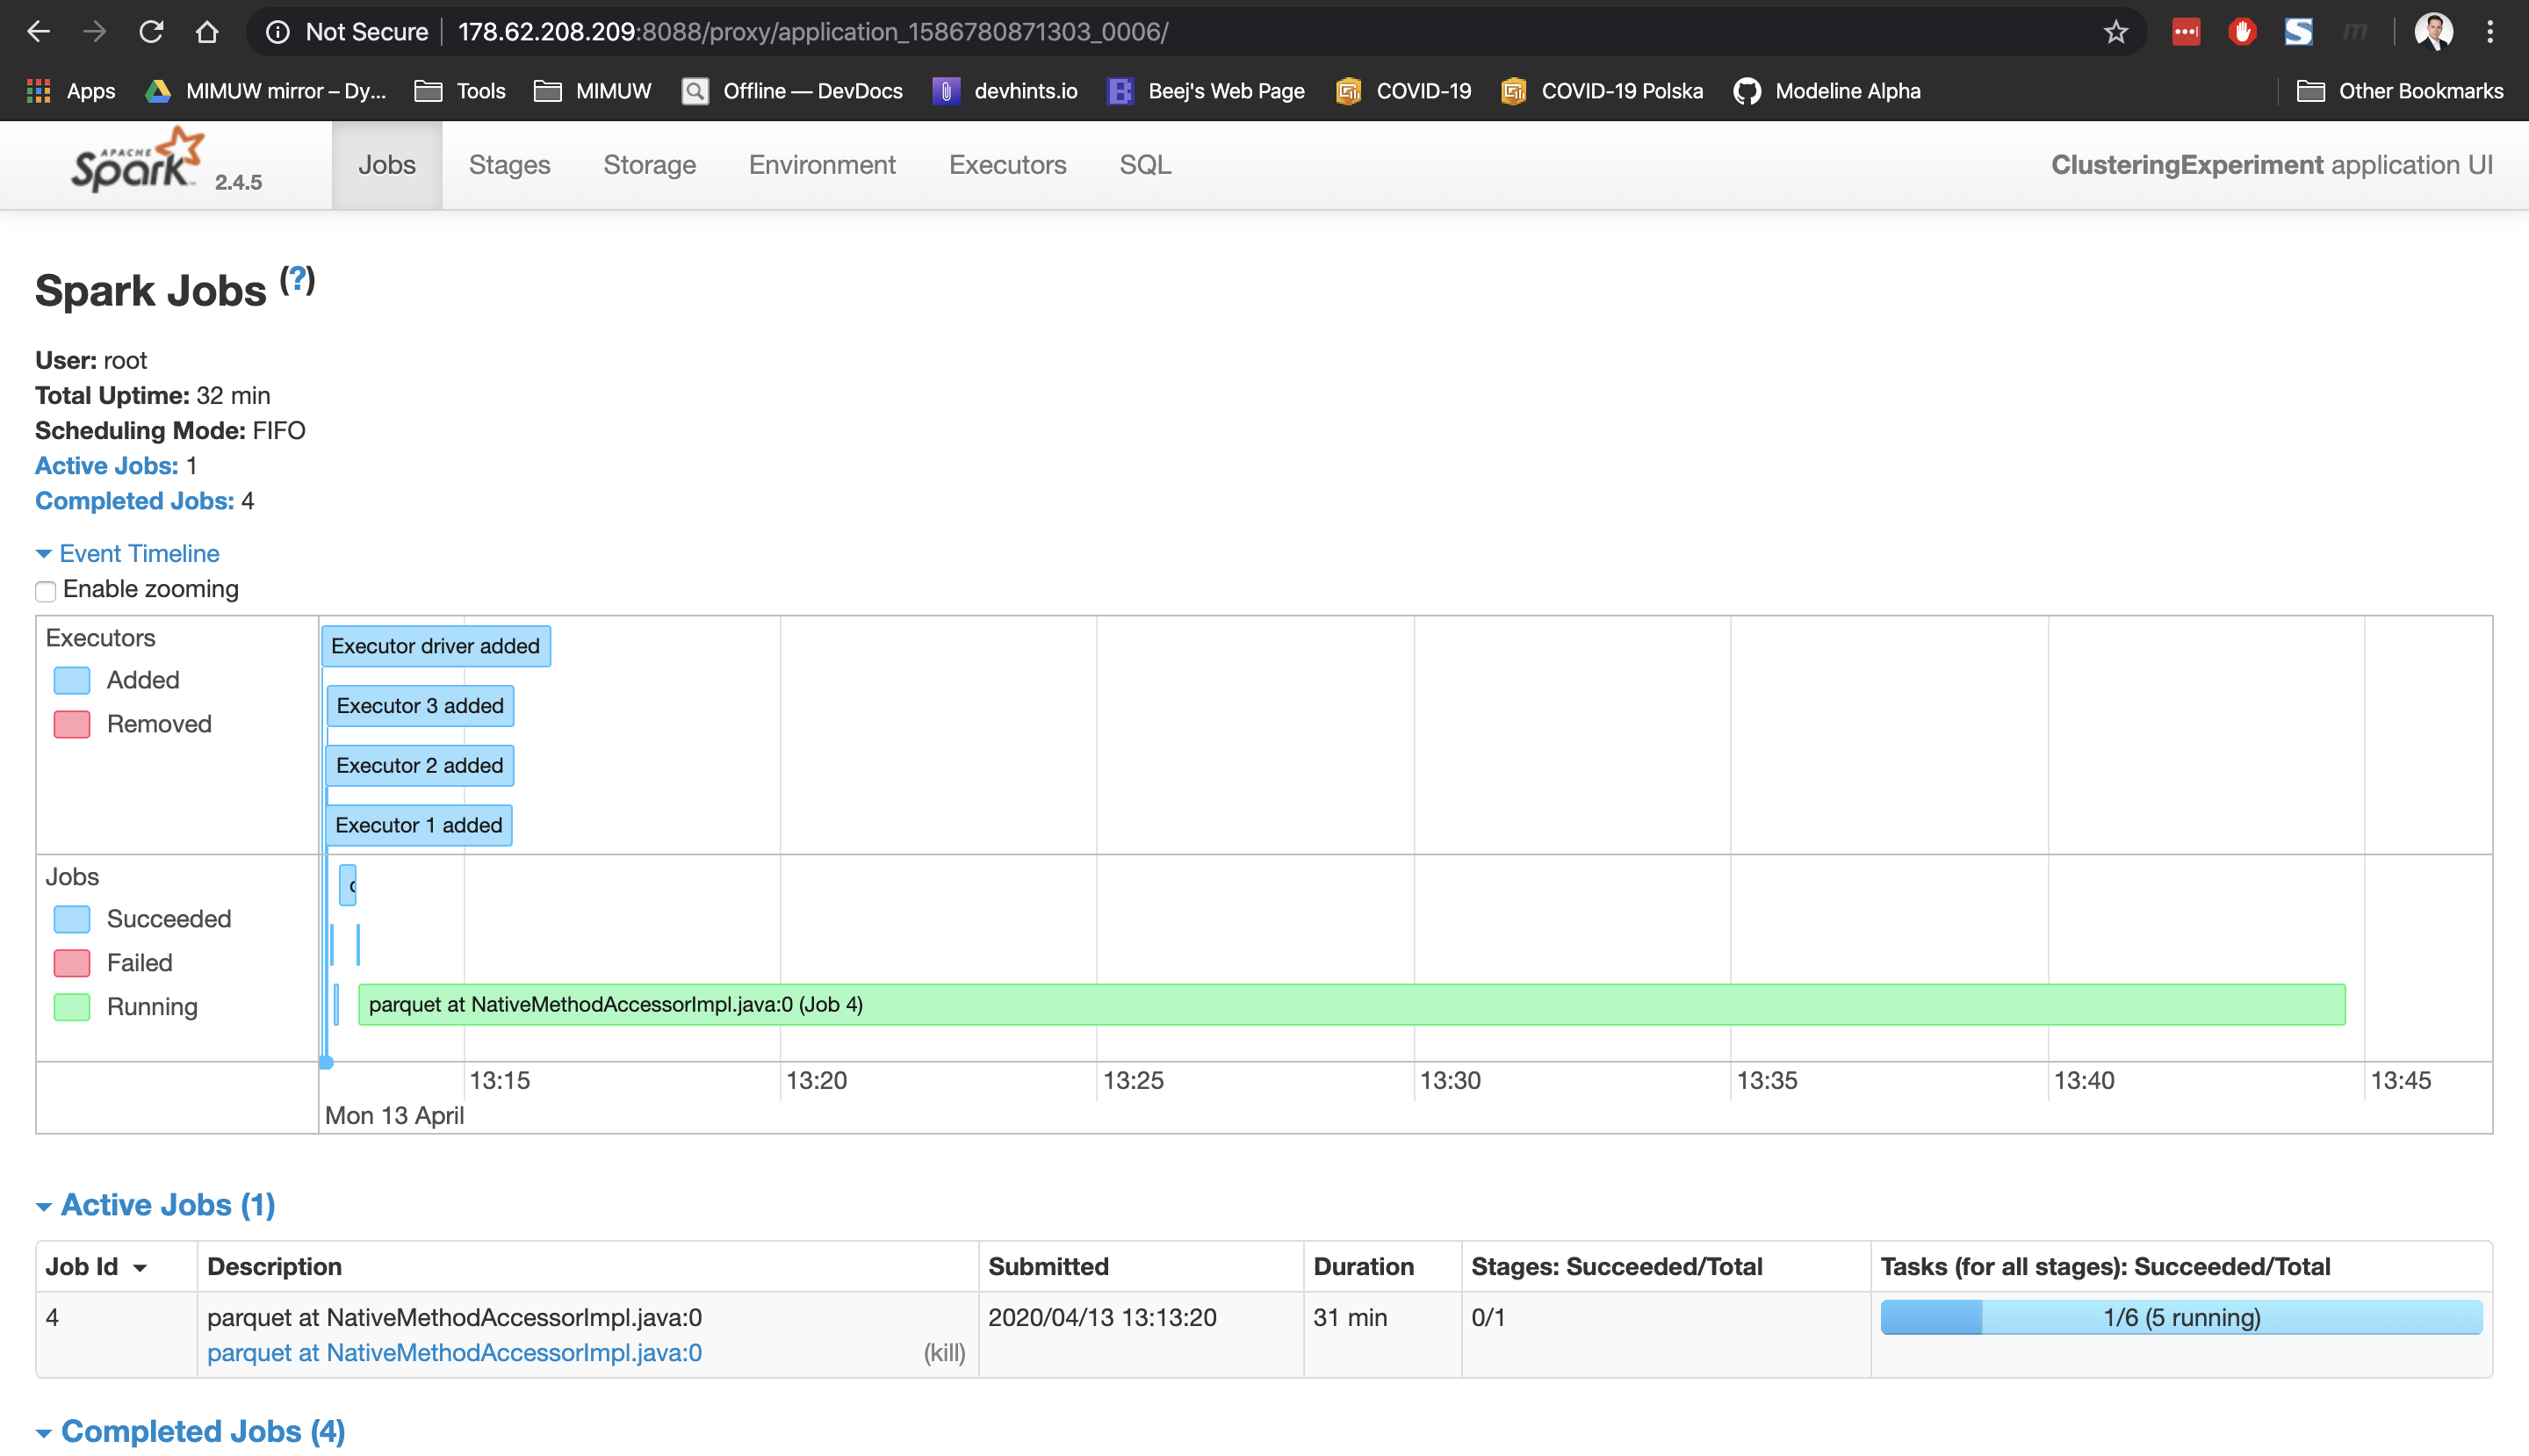 Not Secure 178.62.208.209:8088/proxy/application_1586780871303_0006/
Apps MIMUW mirror – Dy... Tools MIMUW Offline — DevDocs devhints.io Beej's Web Page COVID-19 COVID-19 Polska Modeline Alpha Other Bookmarks
APACHE Spark 2.4.5 Jobs Stages Storage Environment Executors SQL ClusteringExperiment application UI
Spark Jobs (?)
User: root
Total Uptime: 32 min
Scheduling Mode: FIFO
Active Jobs: 1
Completed Jobs: 4
Event Timeline
Enable zooming
Executors
Added
Removed
Executor driver added
Executor 3 added
Executor 2 added
Executor 1 added
Jobs
Succeeded
Failed
Running
parquet at NativeMethodAccessorImpl.java:0 (Job 4)
13:15 13:20 13:25 13:30 13:35 13:40 13:45
Mon 13 April
Active Jobs (1)
Job Id Description Submitted Duration Stages: Succeeded/Total Tasks (for all stages): Succeeded/Total
4 parquet at NativeMethodAccessorImpl.java:0 2020/04/13 13:13:20 31 min 0/1 1/6 (5 running)
parquet at NativeMethodAccessorImpl.java:0 (kill)
Completed Jobs (4)